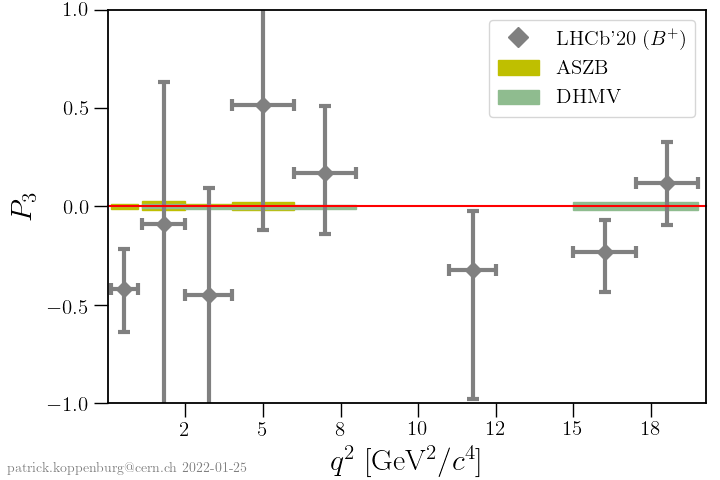 1.0
0.5
0.0
−0.5
−1.0
P₃
LHCb'20 (B⁺)
ASZB
DHMV
2
5
8
10
12
15
18
q² [GeV²/c⁴]
patrick.koppenburg@cern.ch 2022-01-25